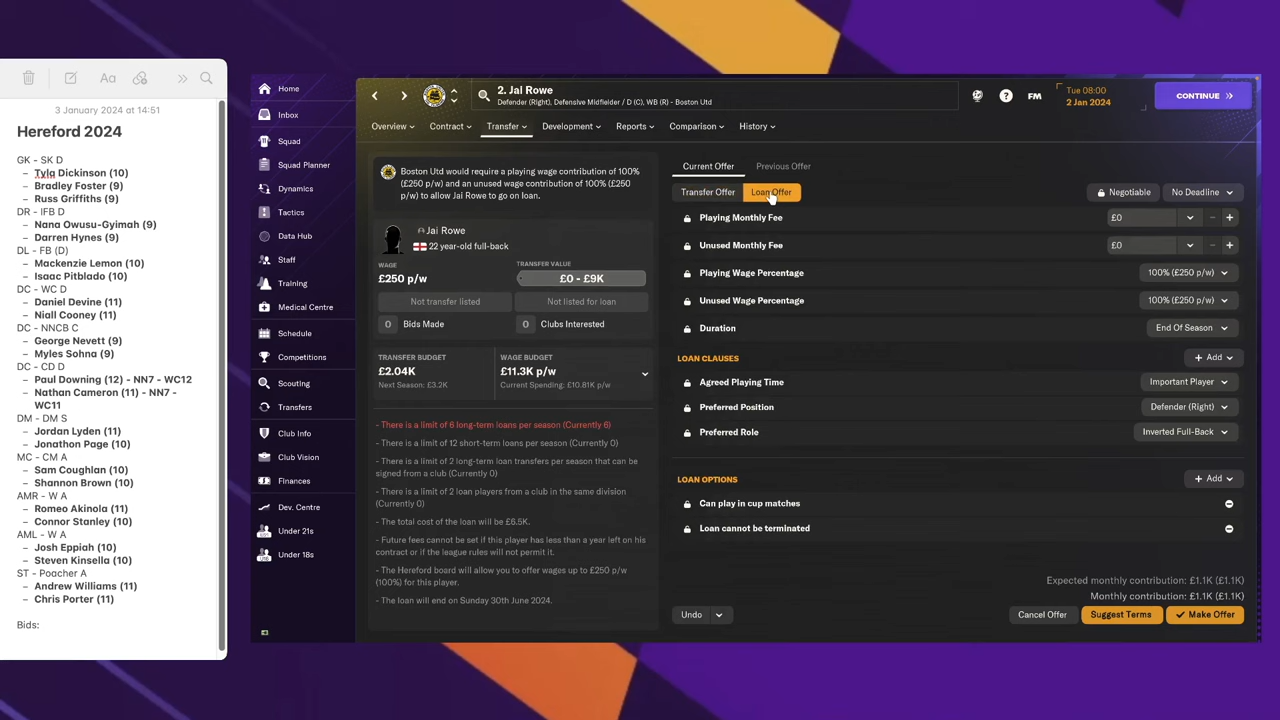 3 January 2024 at 14:51
Hereford 2024
GK - SK D
– Tyla Dickinson (10)
– Bradley Foster (9)
– Russ Griffiths (9)
DR - IFB D
– Nana Owusu-Gyimah (9)
– Darren Hynes (9)
DL - FB (D)
– Mackenzie Lemon (10)
– Isaac Pitblado (10)
DC - WC D
– Daniel Devine (11)
– Niall Cooney (11)
DC - NNCB C
– George Nevett (9)
– Myles Sohna (9)
DC - CD D
– Paul Downing (12) - NN7 - WC12
– Nathan Cameron (11) - NN7 -
WC11
DM - DM S
– Jordan Lyden (11)
– Jonathon Page (10)
MC - CM A
– Sam Coughlan (10)
– Shannon Brown (10)
AMR - W A
– Romeo Akinola (11)
– Connor Stanley (10)
AML - W A
– Josh Eppiah (10)
– Steven Kinsella (10)
ST - Poacher A
– Andrew Williams (11)
– Chris Porter (11)
Bids:
Aa
Home
Inbox
Squad
Squad Planner
Dynamics
Tactics
Data Hub
Staff
Training
Medical Centre
Schedule
Competitions
Scouting
Transfers
Club Info
Club Vision
Finances
Dev. Centre
Under 21s
Under 18s
2. Jai Rowe
Defender (Right), Defensive Midfielder / D (C), WB (R) - Boston Utd
FM
Tue 08:00
2 Jan 2024
CONTINUE
Overview
Contract
Transfer
Development
Reports
Comparison
History
Boston Utd would require a playing wage contribution of 100%
(£250 p/w) and an unused wage contribution of 100% (£250
p/w) to allow Jai Rowe to go on loan.
Jai Rowe
22 year-old full-back
WAGE
£250 p/w
TRANSFER VALUE
£0 - £9K
Not transfer listed
Not listed for loan
0 Bids Made
0 Clubs Interested
TRANSFER BUDGET
£2.04K
Next Season: £3.2K
WAGE BUDGET
£11.3K p/w
Current Spending: £10.81K p/w
- There is a limit of 6 long-term loans per season (Currently 6)
- There is a limit of 12 short-term loans per season (Currently 0)
- There is a limit of 2 long-term loan transfers per season that can be
signed from a club (Currently 0)
- There is a limit of 2 loan players from a club in the same division
(Currently 0)
- The total cost of the loan will be £6.5K.
- Future fees cannot be set if this player has less than a year left on his
contract or if the league rules will not permit it.
- The Hereford board will allow you to offer wages up to £250 p/w
(100%) for this player.
- The loan will end on Sunday 30th June 2024.
Current Offer
Previous Offer
Transfer Offer
Loan Offer
Negotiable
No Deadline
Playing Monthly Fee £0
Unused Monthly Fee £0
Playing Wage Percentage 100% (£250 p/w)
Unused Wage Percentage 100% (£250 p/w)
Duration End Of Season
LOAN CLAUSES + Add
Agreed Playing Time Important Player
Preferred Position Defender (Right)
Preferred Role Inverted Full-Back
LOAN OPTIONS + Add
Can play in cup matches
Loan cannot be terminated
Expected monthly contribution: £1.1K (£1.1K)
Monthly contribution: £1.1K (£1.1K)
Undo
Cancel Offer
Suggest Terms
Make Offer